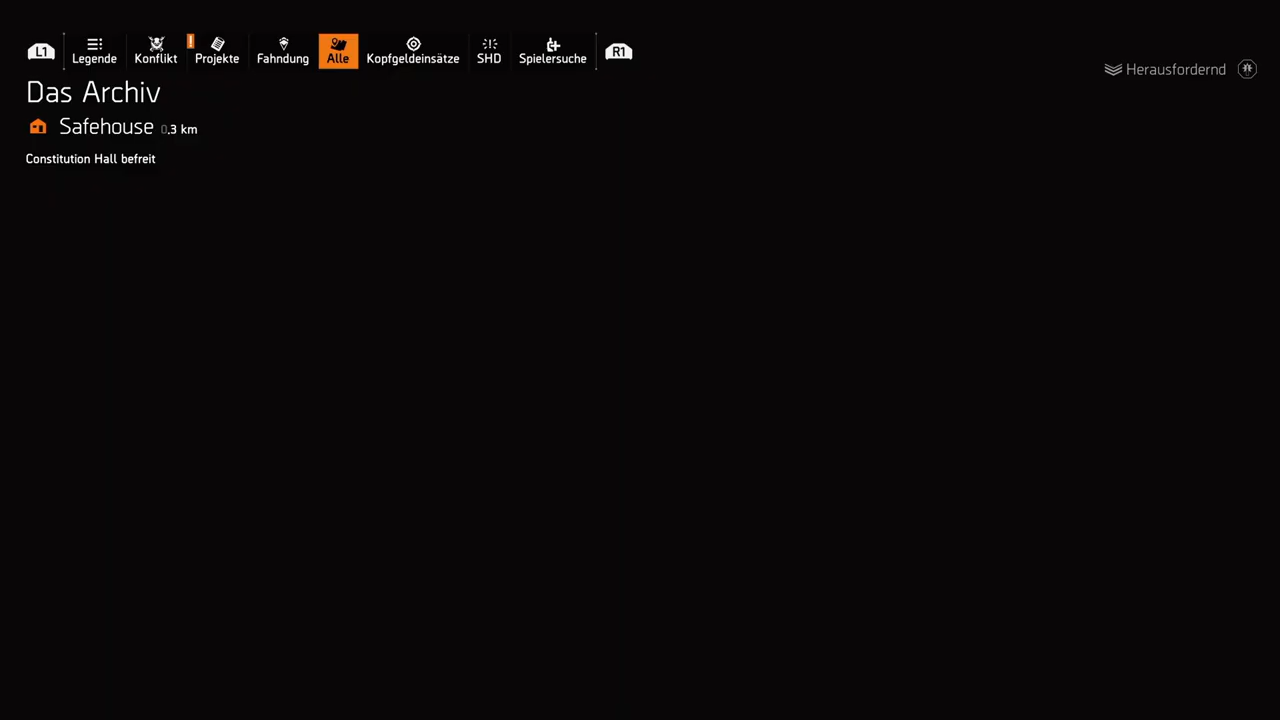 L1 Legende Konflikt ! Projekte Fahndung Alle Kopfgeldeinsätze SHD Spielersuche R1
Herausfordernd
Das Archiv
Safehouse 0.3 km
Constitution Hall befreit